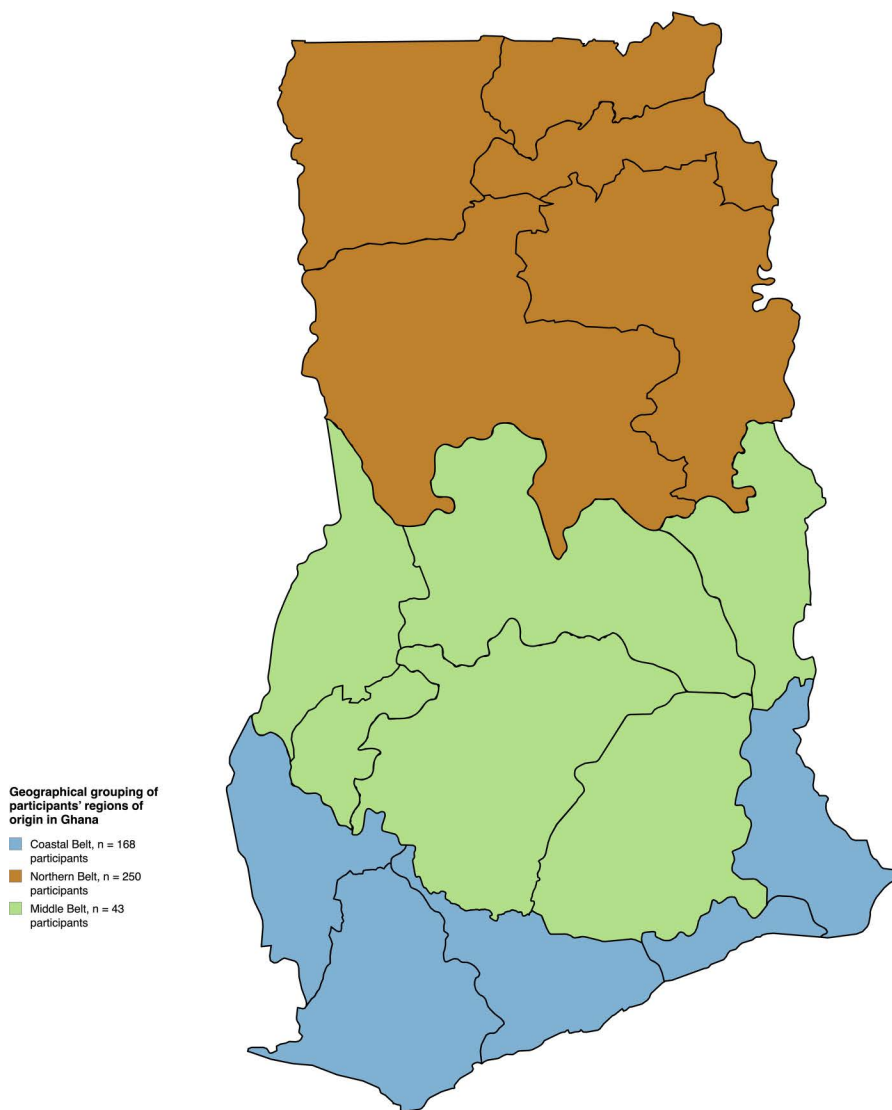 Geographical grouping of
participants' regions of
origin in Ghana
Coastal Belt, n = 168
participants
Northern Belt, n = 250
participants
Middle Belt, n = 43
participants